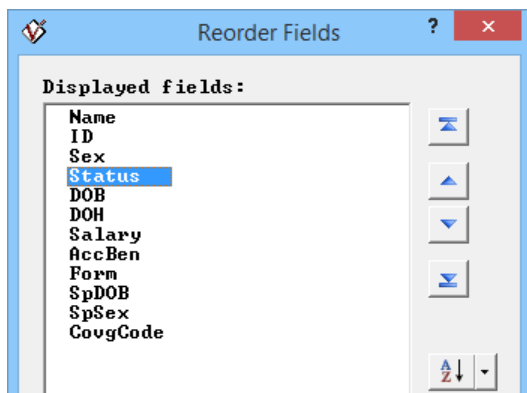 Reorder Fields
?
Displayed fields:
Name
ID
Sex
Status
DOB
DOH
Salary
AccBen
Form
SpDOB
SpSex
CovgCode
A
Z